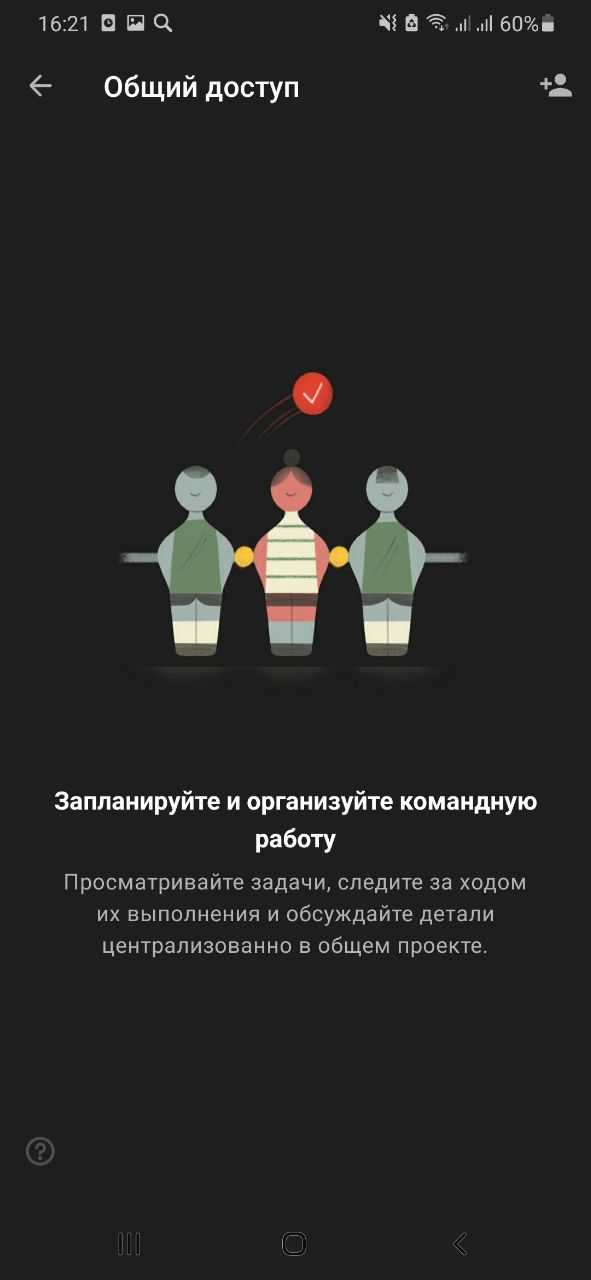 16:21
60%
Общий доступ
Запланируйте и организуйте командную
работу
Просматривайте задачи, следите за ходом
их выполнения и обсуждайте детали
централизованно в общем проекте.
?